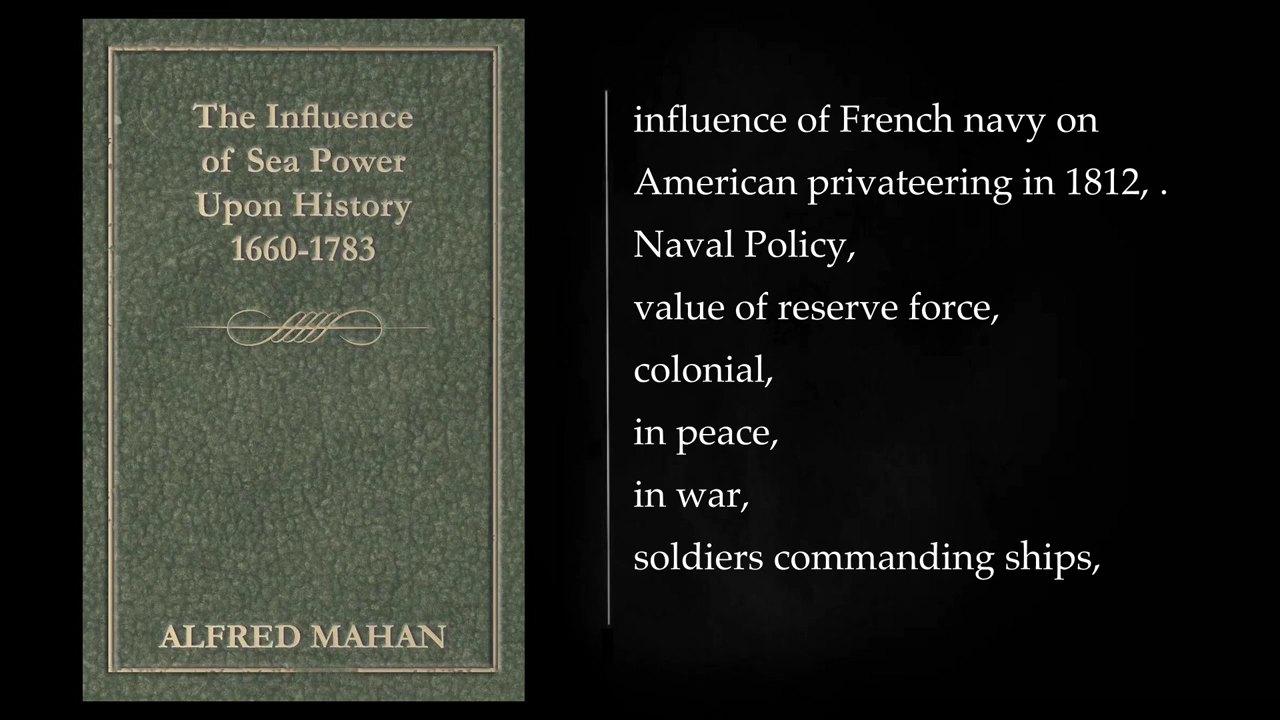 The Influence
of Sea Power
Upon History
1660-1783
ALFRED MAHAN
influence of French navy on
American privateering in 1812, .
Naval Policy,
value of reserve force,
colonial,
in peace,
in war,
soldiers commanding ships,